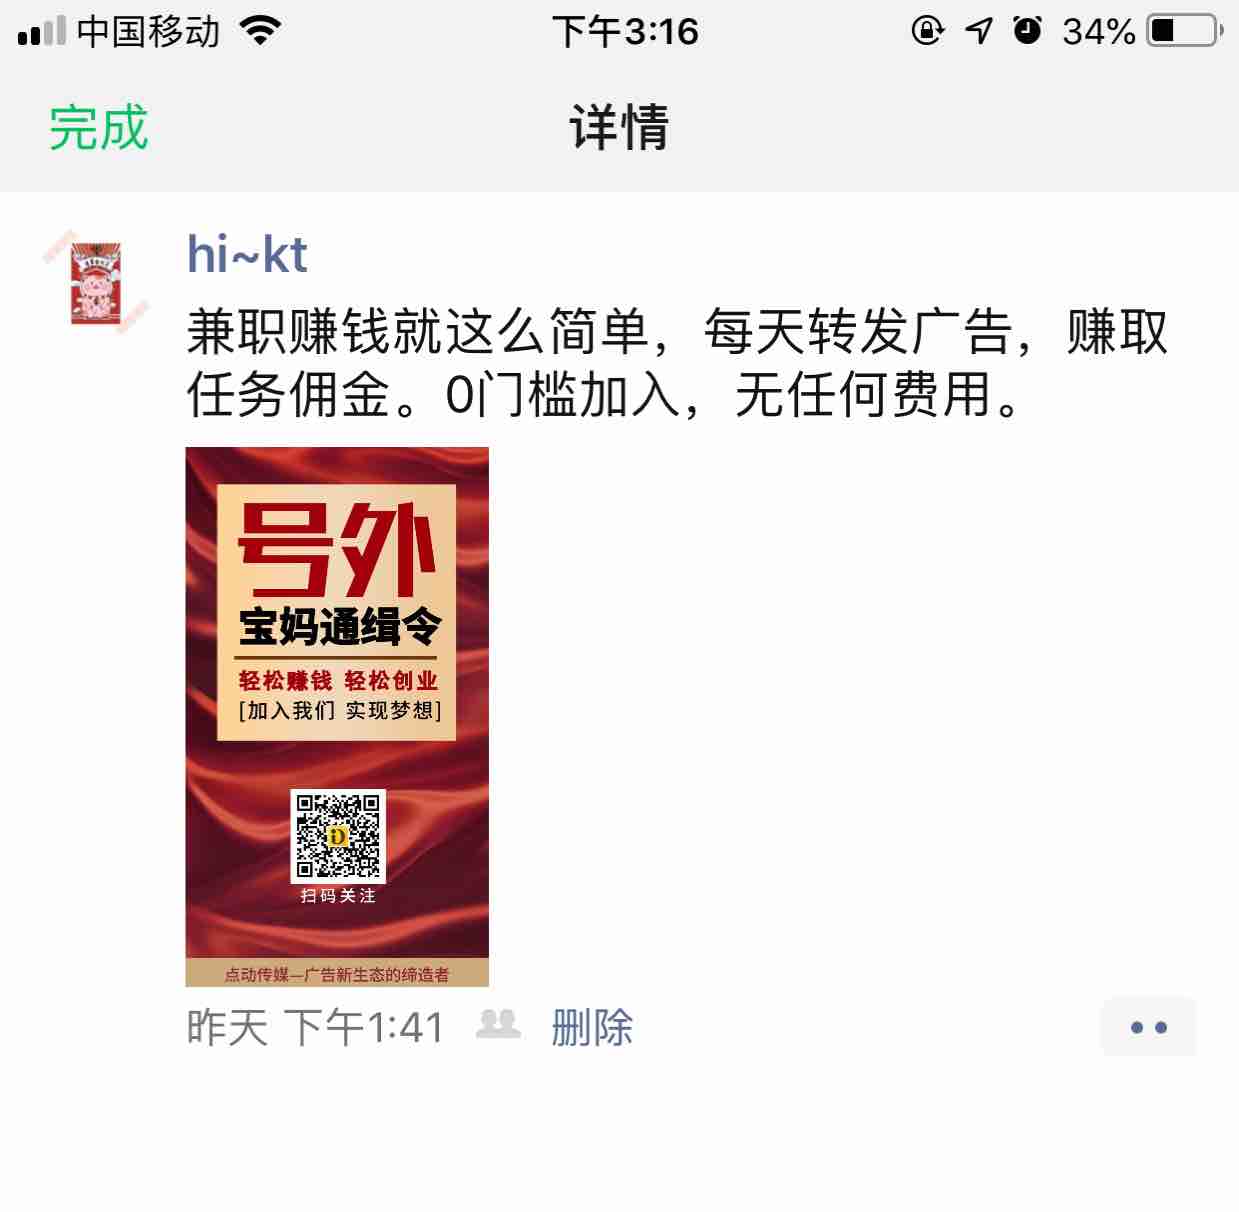 中国移动
下午3:16
34%
完成
详情
hi~kt
兼职赚钱就这么简单，每天转发广告，赚取
任务佣金。0门槛加入，无任何费用。
号外
宝妈通缉令
轻松赚钱 轻松创业
[加入我们 实现梦想]
扫码关注
点动传媒—广告新生态的缔造者
昨天 下午1:41
删除